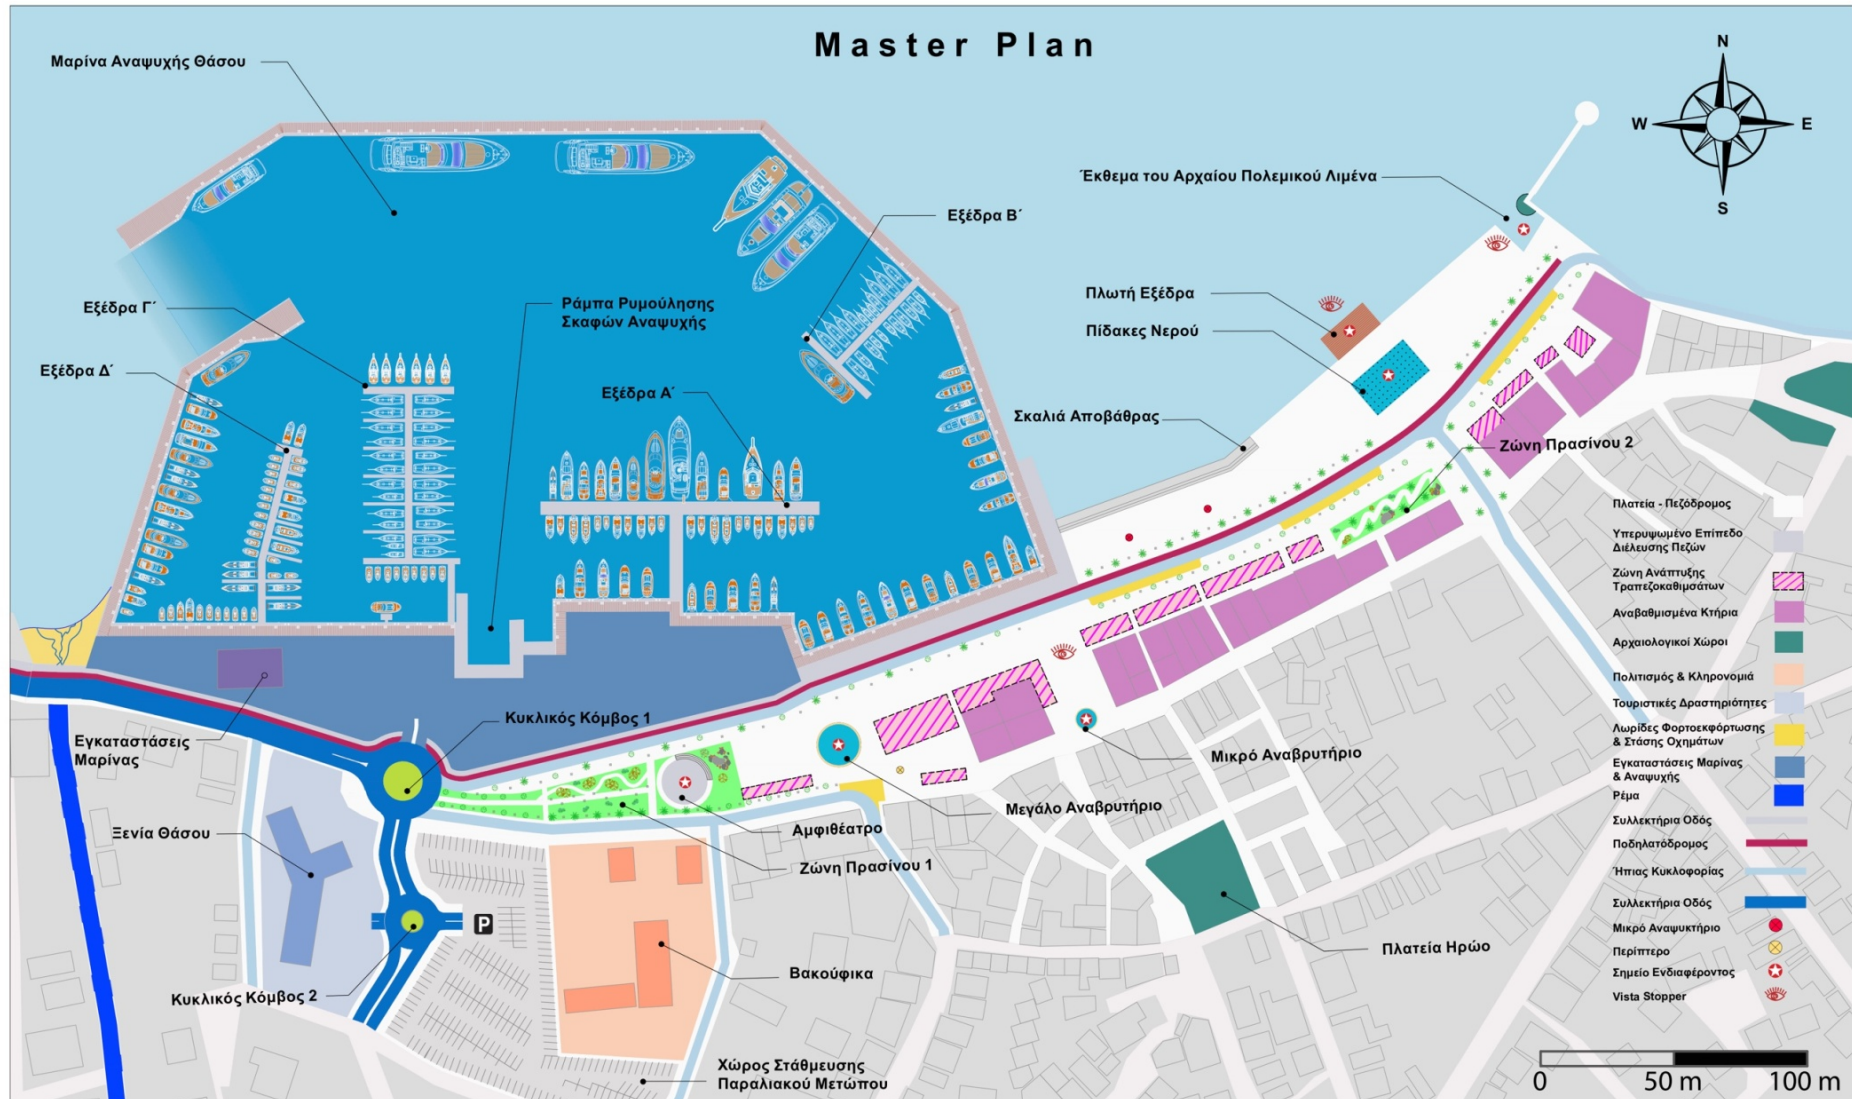 Master Plan
Μαρίνα Αναψυχής Θάσου
N
W
E
S
Έκθεμα του Αρχαίου Πολεμικού Λιμένα
Εξέδρα Β΄
Πλωτή Εξέδρα
Πίδακες Νερού
Εξέδρα Γ΄
Ράμπα Ρυμούλησης
Σκαφών Αναψυχής
Εξέδρα Δ΄
Εξέδρα Α΄
Σκαλιά Αποβάθρας
Ζώνη Πρασίνου 2
Εγκαταστάσεις
Μαρίνας
Κυκλικός Κόμβος 1
Μικρό Αναβρυτήριο
Μεγάλο Αναβρυτήριο
Ξενία Θάσου
Αμφιθέατρο
Ζώνη Πρασίνου 1
P
Πλατεία Ηρώο
Βακούφικα
Κυκλικός Κόμβος 2
Χώρος Στάθμευσης
Παραλιακού Μετώπου
Πλατεία - Πεζόδρομος
Υπερυψωμένο Επίπεδο
Διέλευσης Πεζών
Ζώνη Ανάπτυξης
Τραπεζοκαθιμσάτων
Αναβαθμισμένα Κτήρια
Αρχαιολογικοί Χώροι
Πολιτισμός & Κληρονομιά
Τουριστικές Δραστηριότητες
Λωρίδες Φορτοεκφόρτωσης
& Στάσης Οχημάτων
Εγκαταστάσεις Μαρίνας
& Αναψυχής
Ρέμα
Συλλεκτήρια Οδός
Ποδηλατόδρομος
Ήπιας Κυκλοφορίας
Συλλεκτήρια Οδός
Μικρό Αναψυκτήριο
Περίπτερο
Σημείο Ενδιαφέροντος
Vista Stopper
0 50 m 100 m